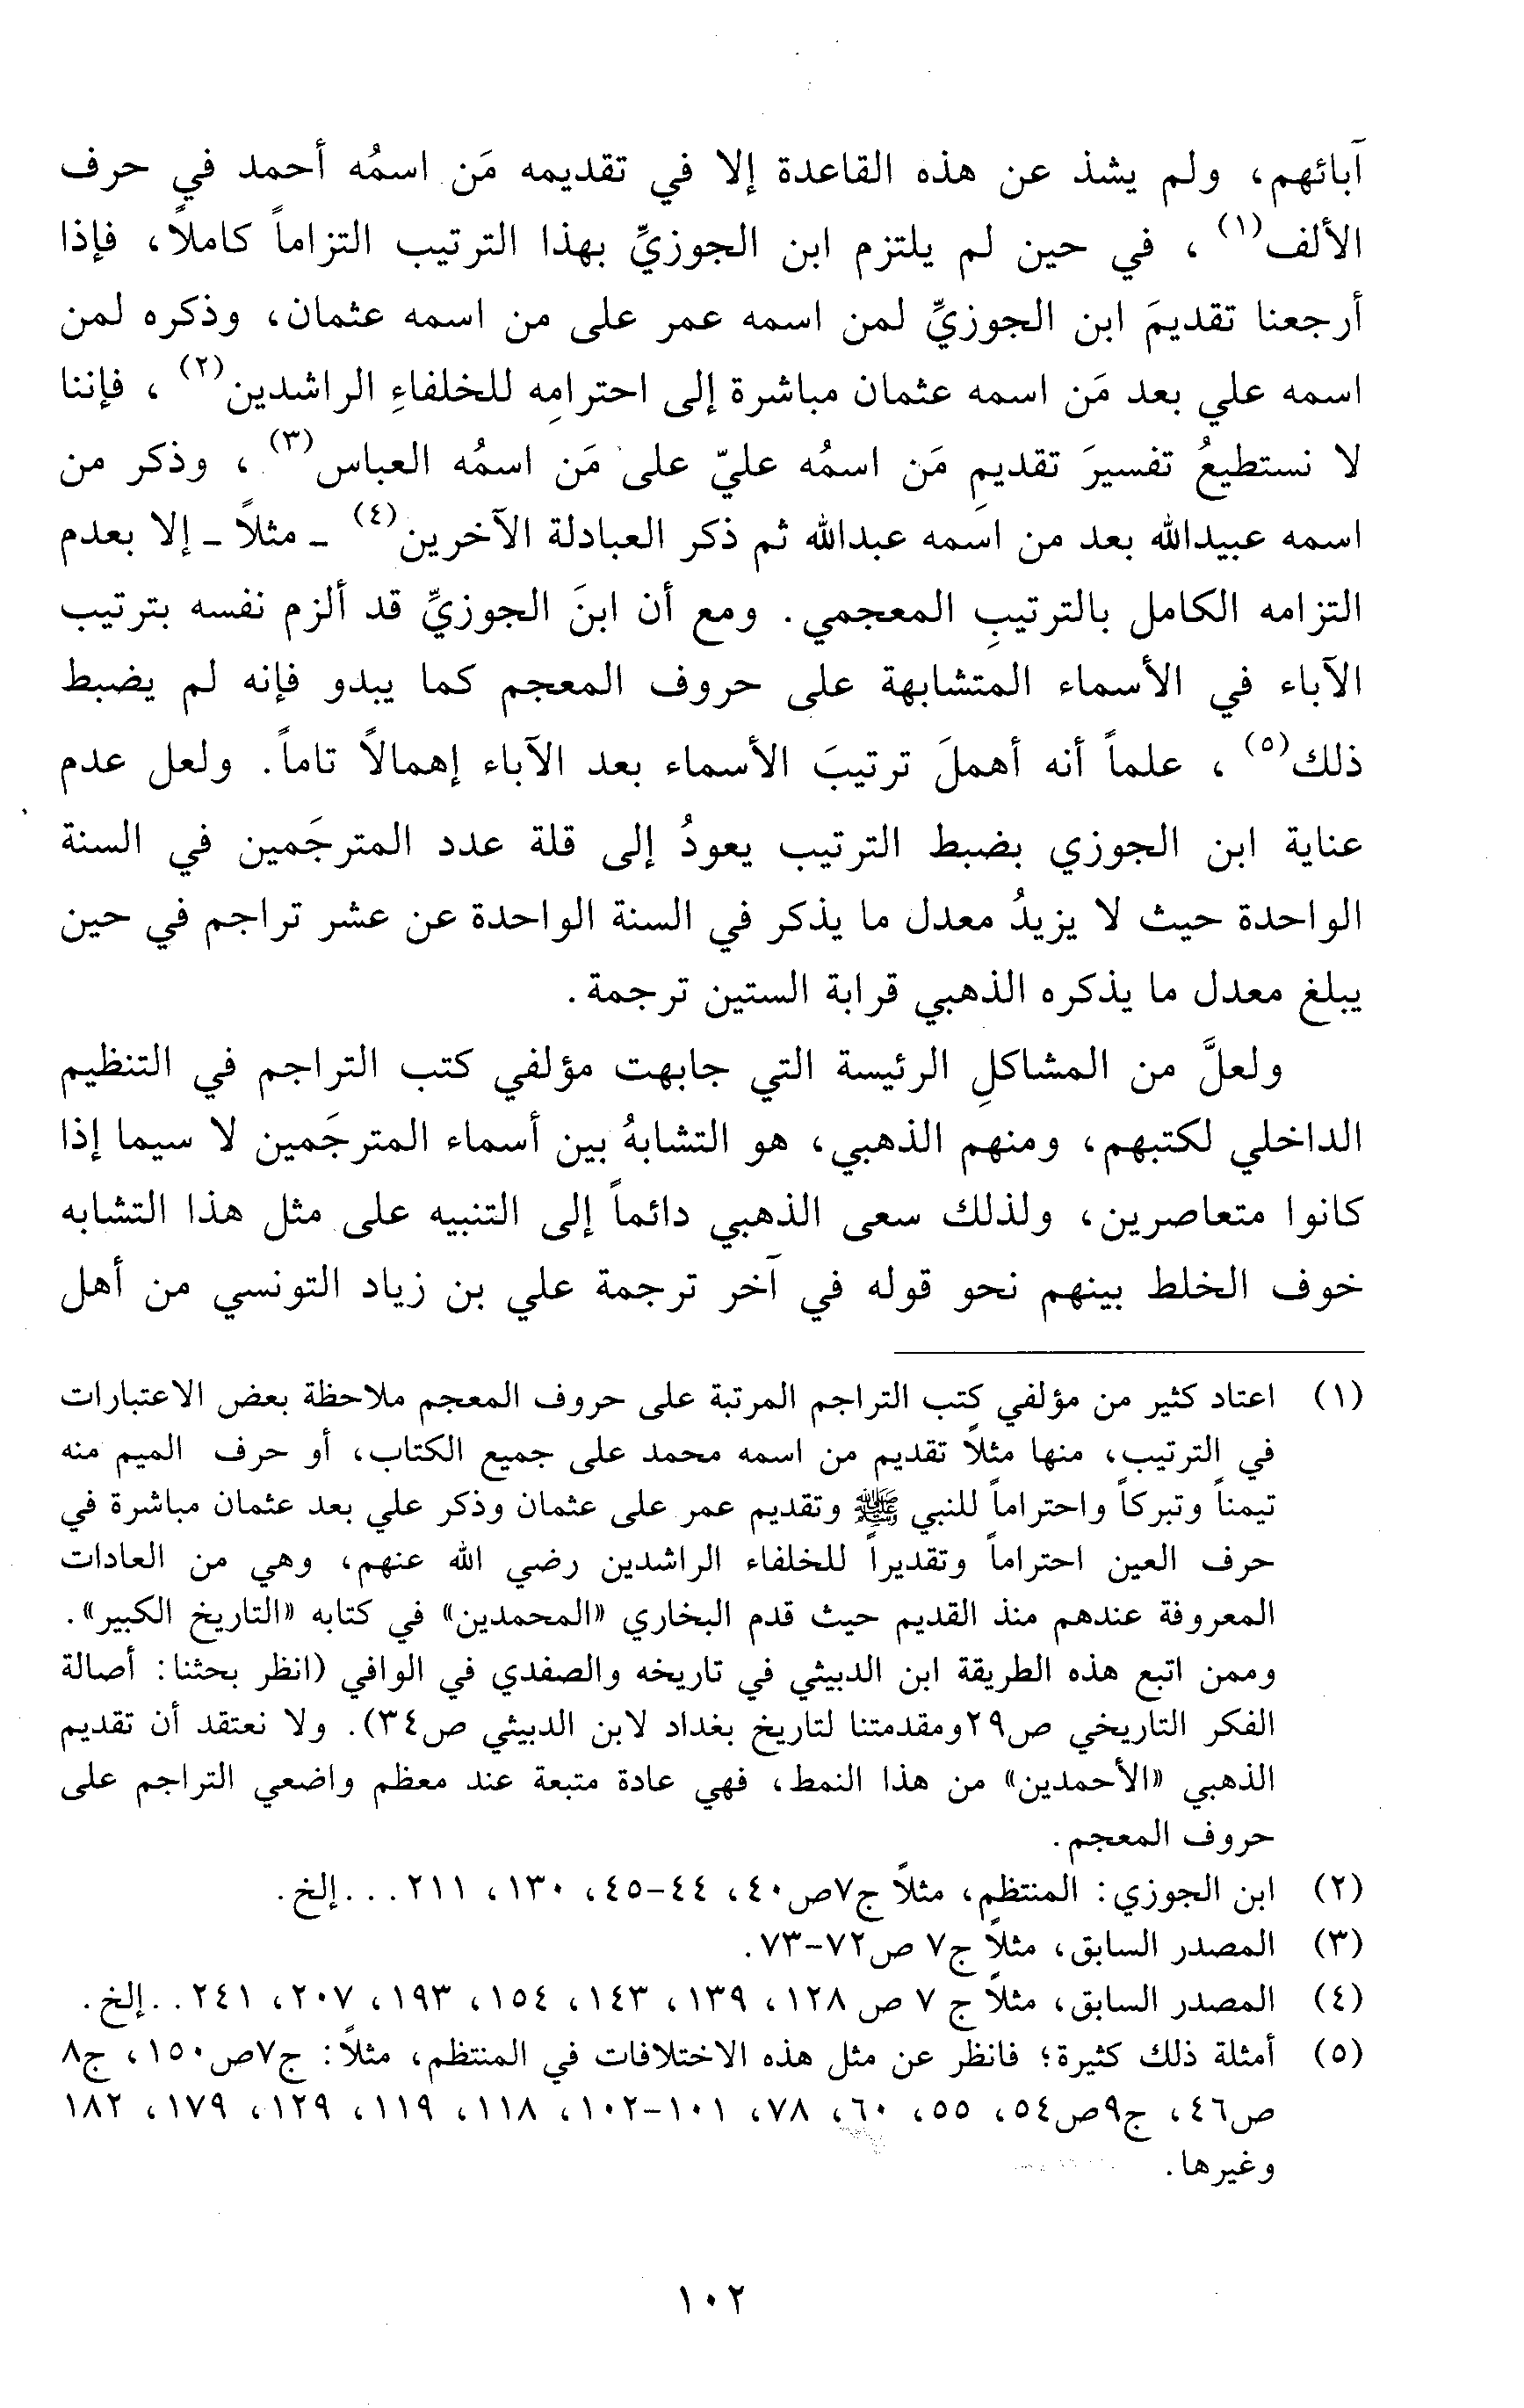 آبائهم، ولم يشذ عن هذه القاعدة إلا في تقديمه مَن اسمُه أحمد في حرف
الألف(١)، في حين لم يلتزم ابن الجوزيِّ بهذا الترتيب التزاماً كاملاً، فإذا
أرجعنا تقديمَ ابن الجوزيِّ لمن اسمه عمر على من اسمه عثمان، وذكره لمن
اسمه علي بعد مَن اسمه عثمان مباشرة إلى احترامِه للخلفاءِ الراشدين(٢)، فإننا
لا نستطيعُ تفسيرَ تقديمِ مَن اسمُه عليّ على مَن اسمُه العباس(٣)، وذكر من
اسمه عبيدالله بعد من اسمه عبدالله ثم ذكر العبادلة الآخرين(٤) ـ مثلاً ـ إلا بعدم
التزامه الكامل بالترتيبِ المعجمي. ومع أن ابنَ الجوزيِّ قد ألزم نفسه بترتيب
الآباء في الأسماء المتشابهة على حروف المعجم كما يبدو فإنه لم يضبط
ذلك(٥)، علماً أنه أهملَ ترتيبَ الأسماء بعد الآباء إهمالاً تاماً. ولعل عدم
عناية ابن الجوزي بضبط الترتيب يعودُ إلى قلة عدد المترجَمين في السنة
الواحدة حيث لا يزيدُ معدل ما يذكر في السنة الواحدة عن عشر تراجم في حين
يبلغ معدل ما يذكره الذهبي قرابة الستين ترجمة.
ولعلَّ من المشاكلِ الرئيسة التي جابهت مؤلفي كتب التراجم في التنظيم
الداخلي لكتبهم، ومنهم الذهبي، هو التشابهُ بين أسماء المترجَمين لا سيما إذا
كانوا متعاصرين، ولذلك سعى الذهبي دائماً إلى التنبيه على مثل هذا التشابه
خوف الخلط بينهم نحو قوله في آخر ترجمة علي بن زياد التونسي من أهل
(١) اعتاد كثير من مؤلفي كتب التراجم المرتبة على حروف المعجم ملاحظة بعض الاعتبارات
في الترتيب، منها مثلاً تقديم من اسمه محمد على جميع الكتاب، أو حرف الميم منه
تيمناً وتبركاً واحتراماً للنبي ﷺ وتقديم عمر على عثمان وذكر علي بعد عثمان مباشرة في
حرف العين احتراماً وتقديراً للخلفاء الراشدين رضي الله عنهم، وهي من العادات
المعروفة عندهم منذ القديم حيث قدم البخاري «المحمدين» في كتابه «التاريخ الكبير».
وممن اتبع هذه الطريقة ابن الدبيثي في تاريخه والصفدي في الوافي (انظر بحثنا: أصالة
الفكر التاريخي ص٢٩ومقدمتنا لتاريخ بغداد لابن الدبيثي ص٣٤). ولا نعتقد أن تقديم
الذهبي «الأحمدين» من هذا النمط، فهي عادة متبعة عند معظم واضعي التراجم على
حروف المعجم.
(٢) ابن الجوزي: المنتظم، مثلاً ج٧ص٤٠، ٤٤-٤٥، ١٣٠، ٢١١...إلخ.
(٣) المصدر السابق، مثلاً ج٧ ص٧٢-٧٣.
(٤) المصدر السابق، مثلاً ج ٧ ص ١٢٨، ١٣٩، ١٤٣، ١٥٤، ١٩٣، ٢٠٧، ٢٤١...إلخ.
(٥) أمثلة ذلك كثيرة؛ فانظر عن مثل هذه الاختلافات في المنتظم، مثلاً: ج٧ص١٥٠، ج٨
ص٤٦، ج٩ص٥٤، ٥٥، ٦٠، ٧٨، ١٠١-١٠٢، ١١٨، ١١٩، ١٢٩، ١٧٩، ١٨٢
وغيرها.
١٠٢